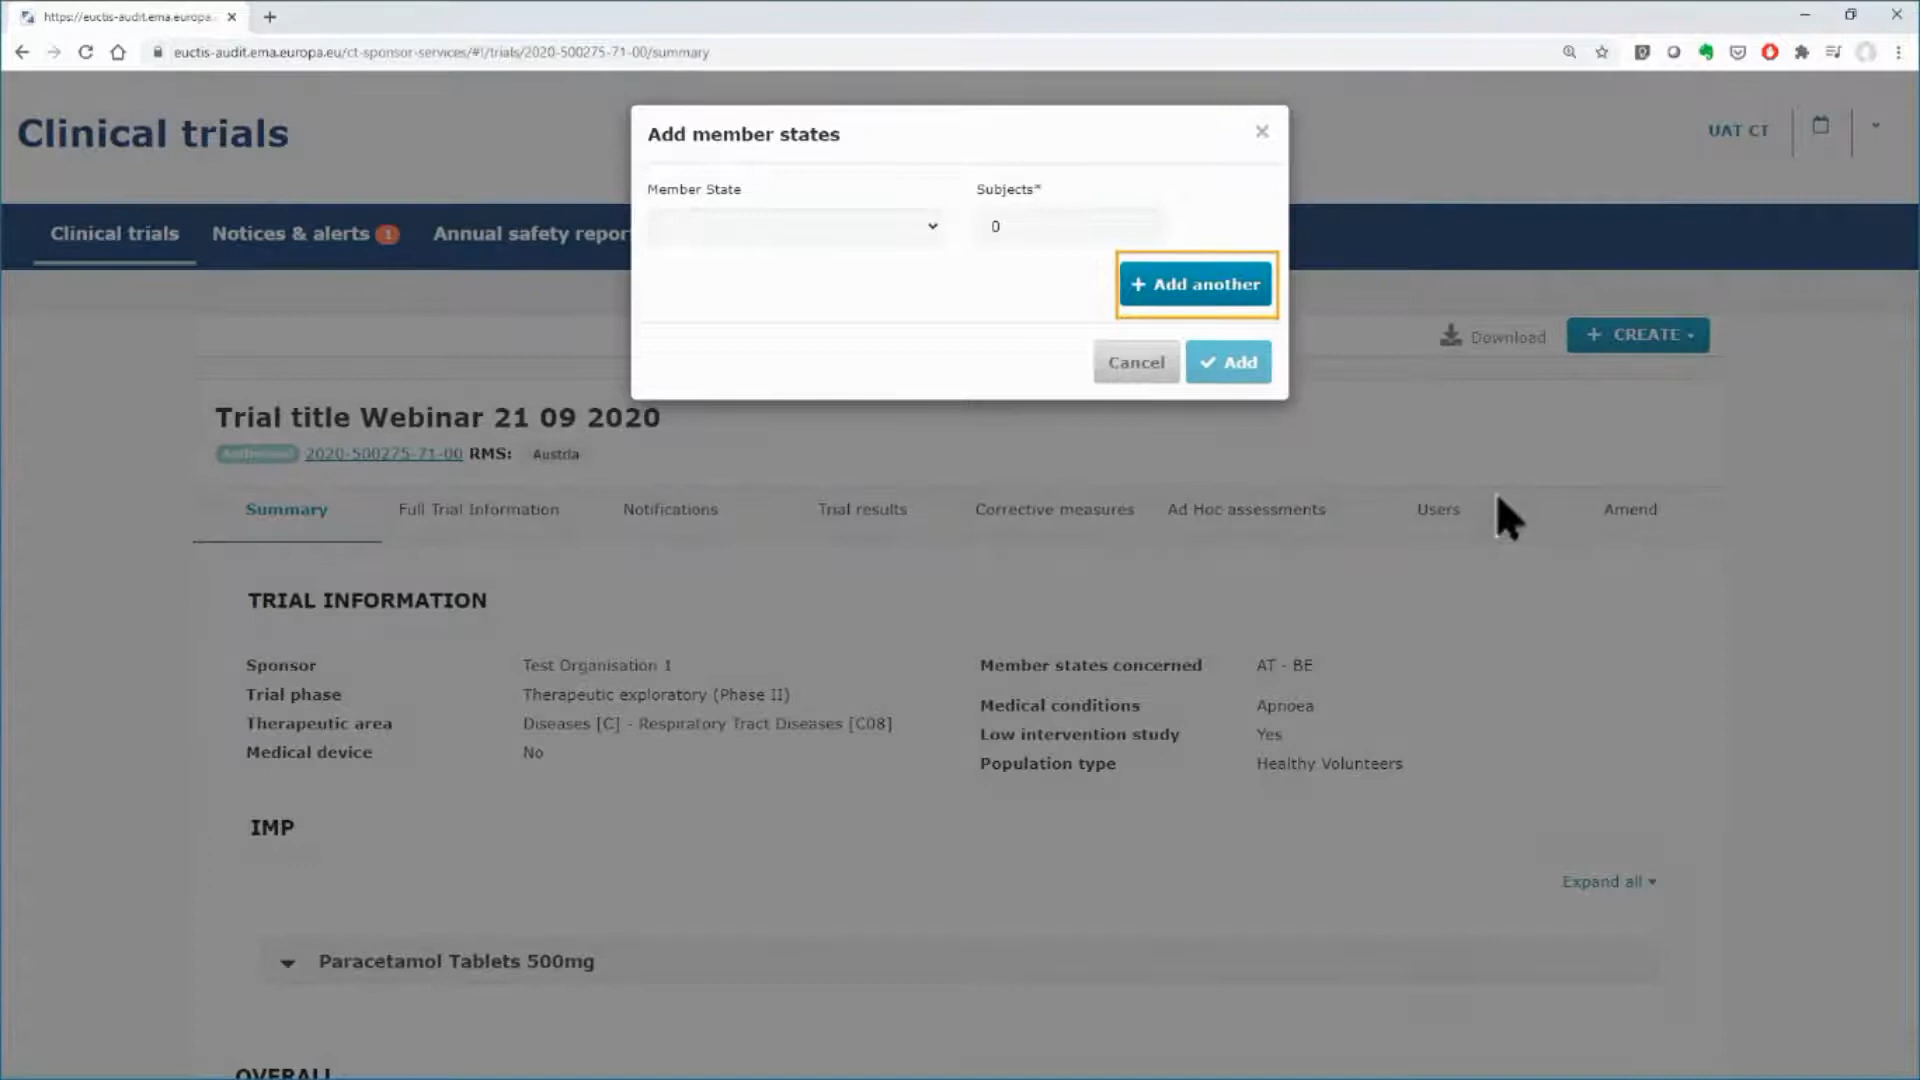 https://euctis-audit.ema.europa
euctis-audit.ema.europa.eu/ct-sponsor-services/#!/trials/2020-500275-71-00/summary
Clinical trials
UAT CT
Add member states
Member State
Subjects*
0
+ Add another
Cancel
Add
Clinical trials
Notices & alerts 1
Annual safety repor
Download
+ CREATE
Trial title Webinar 21 09 2020
Authorised 2020-500275-71-00 RMS: Austria
Summary
Full Trial Information
Notifications
Trial results
Corrective measures
Ad Hoc assessments
Users
Amend
TRIAL INFORMATION
Sponsor Test Organisation 1
Trial phase Therapeutic exploratory (Phase II)
Therapeutic area Diseases [C] - Respiratory Tract Diseases [C08]
Medical device No
Member states concerned AT - BE
Medical conditions Apnoea
Low intervention study Yes
Population type Healthy Volunteers
IMP
Expand all
Paracetamol Tablets 500mg
OVERALL